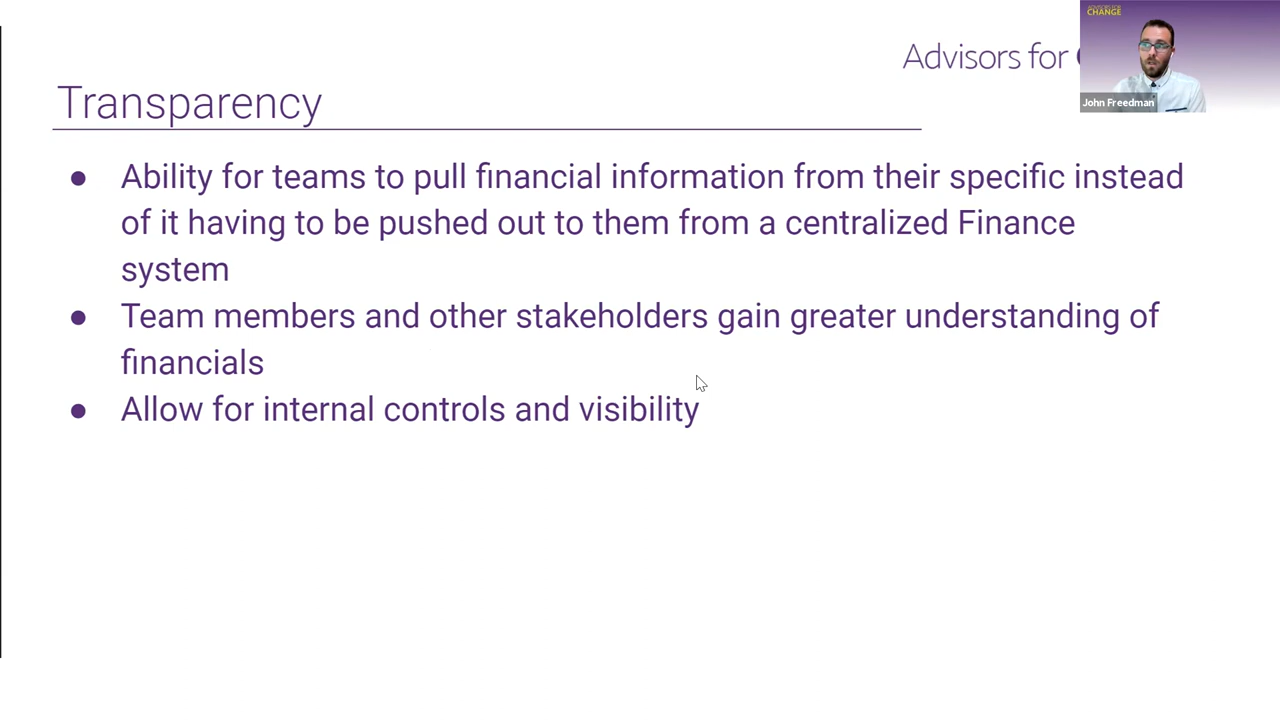 Advisors for
ADVISORS FOR
CHANGE
John Freedman
Transparency
● Ability for teams to pull financial information from their specific instead
of it having to be pushed out to them from a centralized Finance
system
● Team members and other stakeholders gain greater understanding of
financials
● Allow for internal controls and visibility